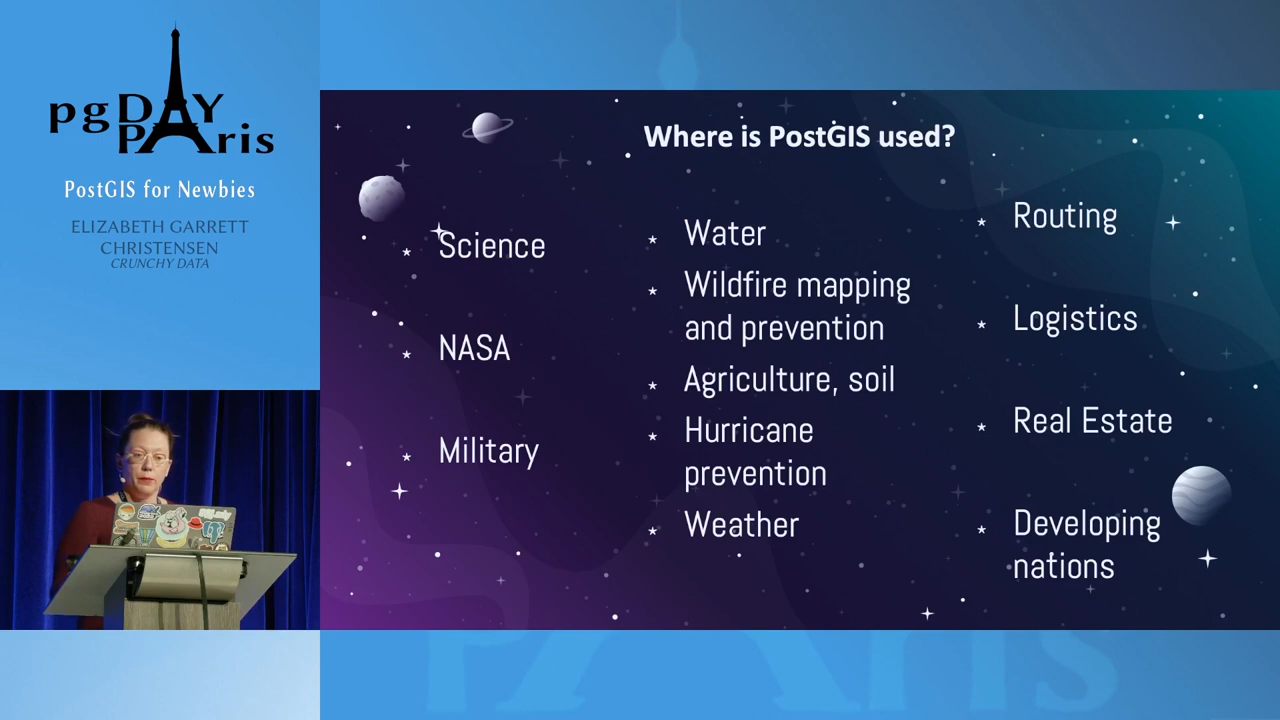 pgDAY
PAris
PostGIS for Newbies
ELIZABETH GARRETT
CHRISTENSEN
CRUNCHY DATA
Where is PostGIS used?
Science
NASA
Military
Water
Wildfire mapping
and prevention
Agriculture, soil
Hurricane
prevention
Weather
Routing
Logistics
Real Estate
Developing
nations